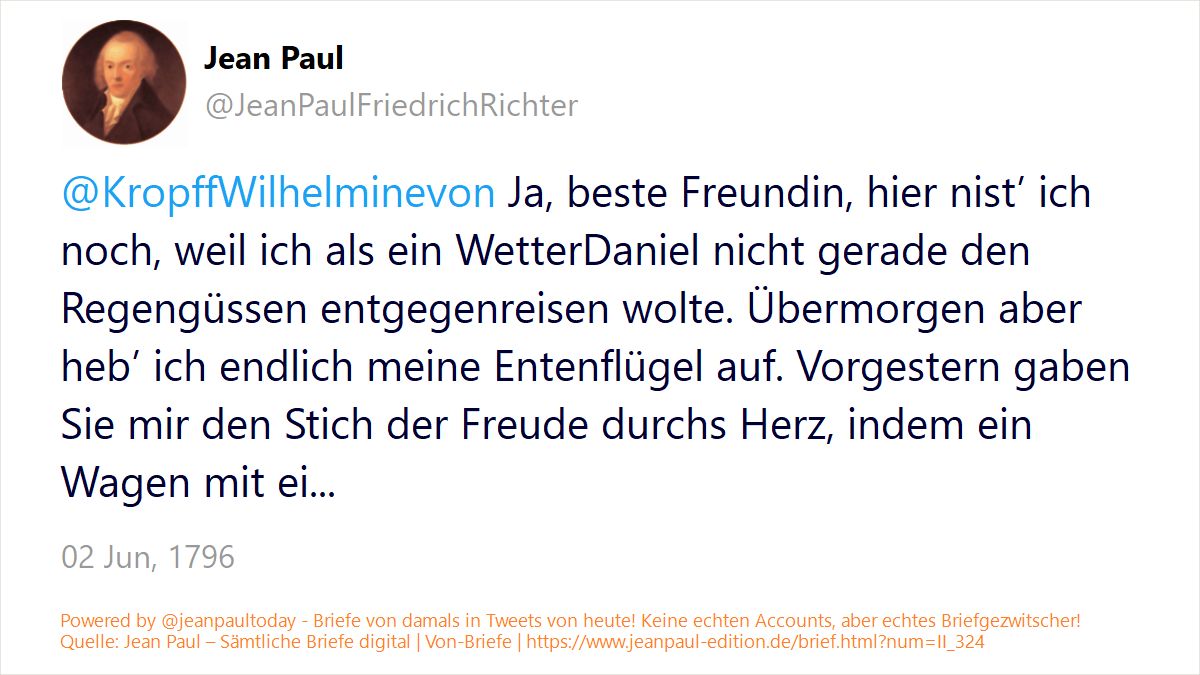 Jean Paul
@JeanPaulFriedrichRichter
@KropffWilhelminevon Ja, beste Freundin, hier nist’ ich
noch, weil ich als ein WetterDaniel nicht gerade den
Regengüssen entgegenreisen wolte. Übermorgen aber
heb’ ich endlich meine Entenflügel auf. Vorgestern gaben
Sie mir den Stich der Freude durchs Herz, indem ein
Wagen mit ei...
02 Jun, 1796
Powered by @jeanpaultoday - Briefe von damals in Tweets von heute! Keine echten Accounts, aber echtes Briefgezwitscher!
Quelle: Jean Paul – Sämtliche Briefe digital | Von-Briefe | https://www.jeanpaul-edition.de/brief.html?num=II_324